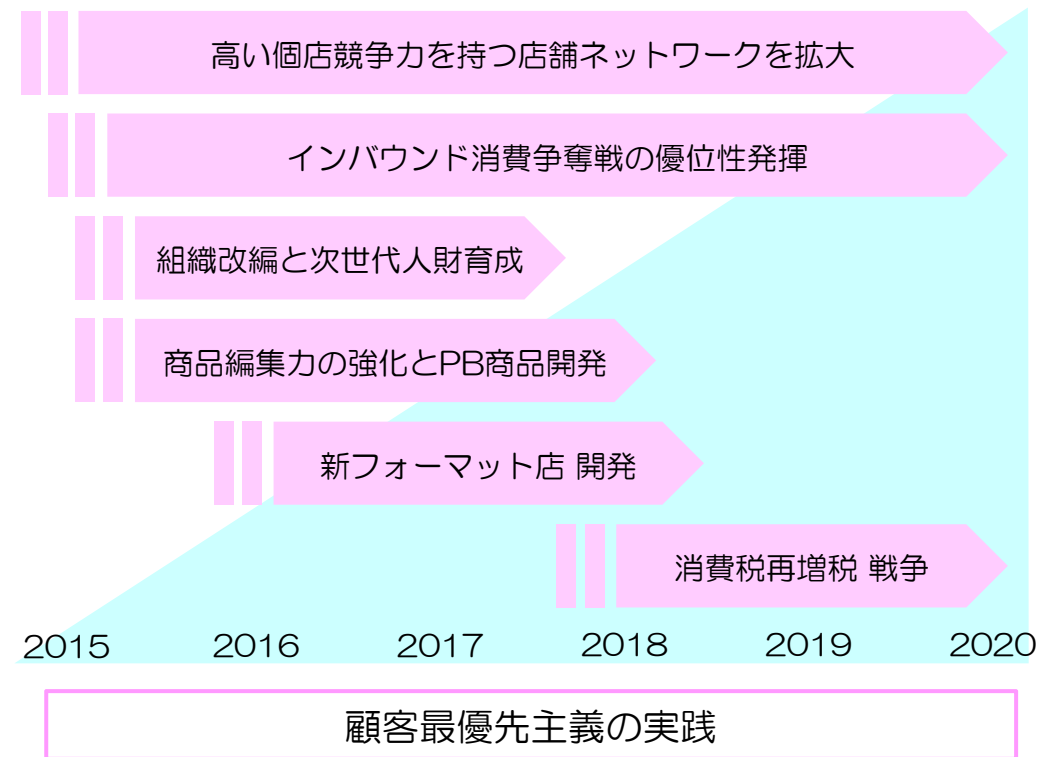 高い個店競争力を持つ店舗ネットワークを拡大
インバウンド消費争奪戦の優位性発揮
組織改編と次世代人財育成
商品編集力の強化とPB商品開発
新フォーマット店 開発
消費税再増税 戦争
2015 2016 2017 2018 2019 2020
顧客最優先主義の実践